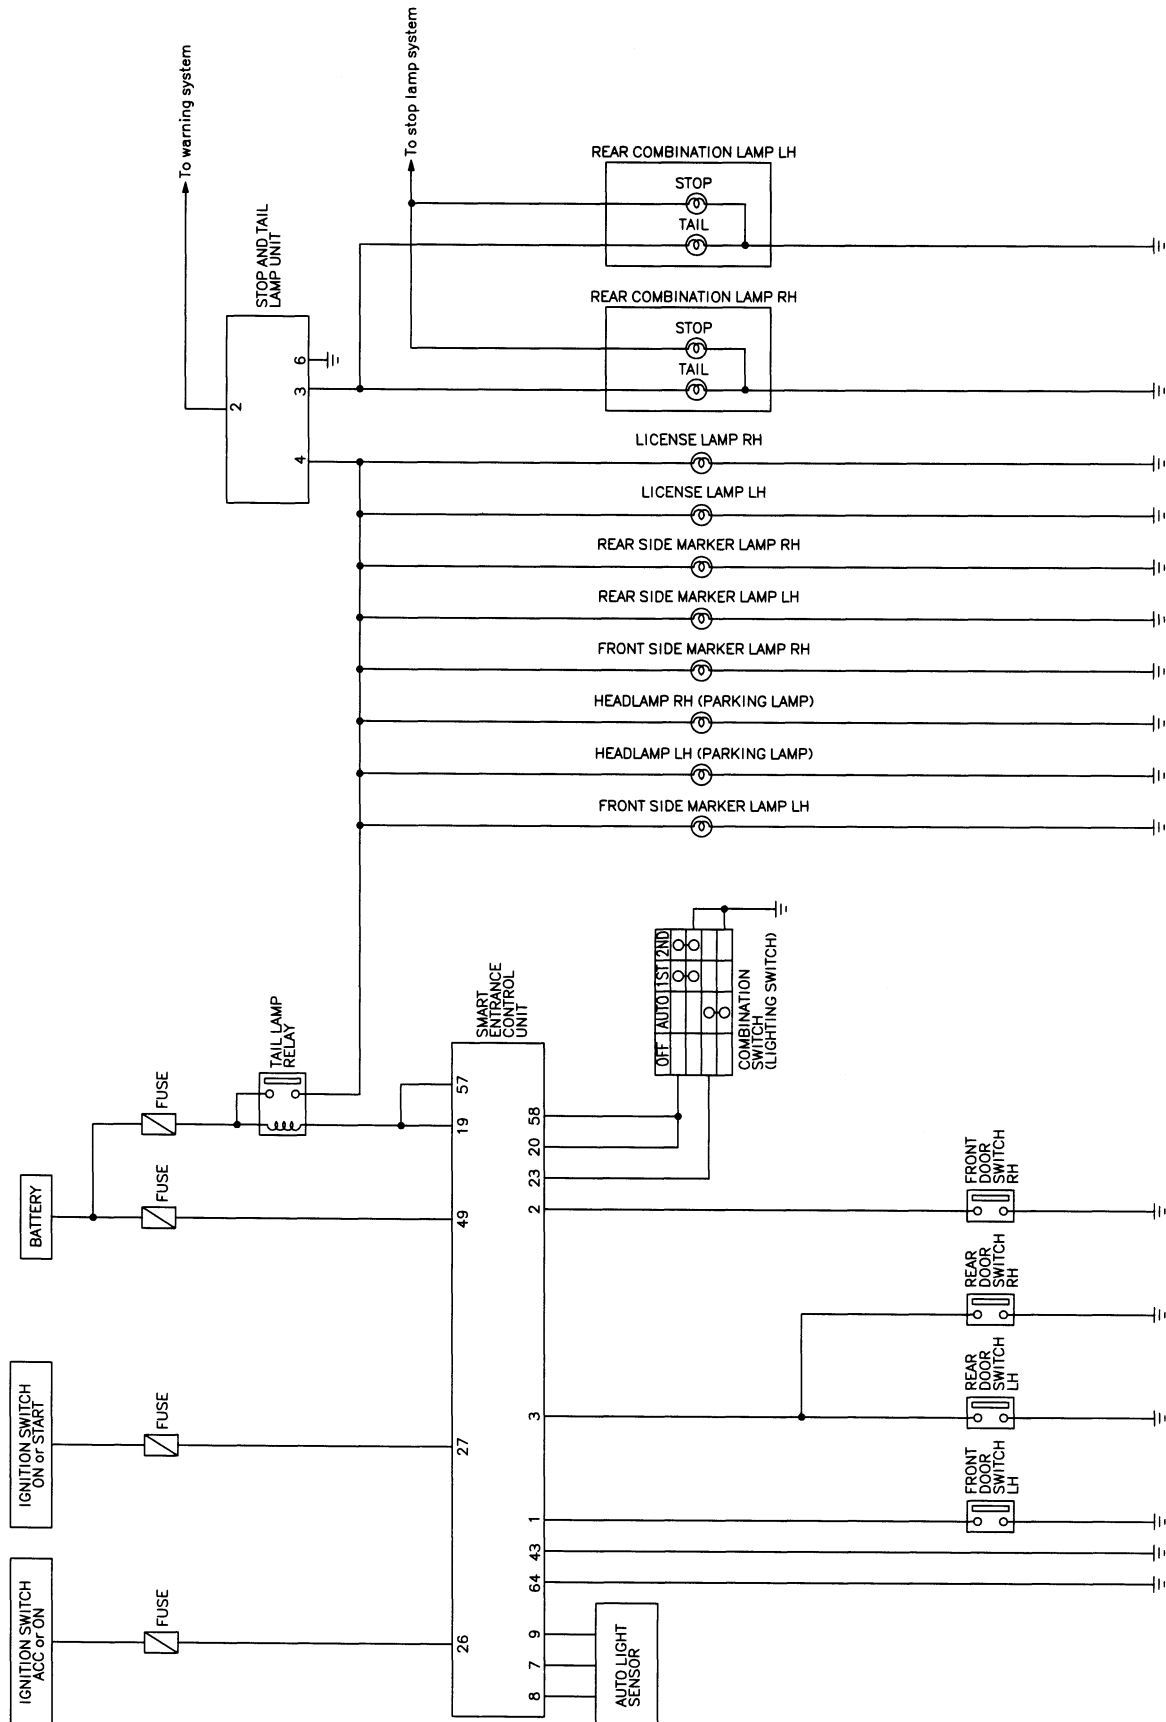 To warning system
To stop lamp system
REAR COMBINATION LAMP LH
STOP
TAIL
STOP AND TAIL
LAMP UNIT
2
6
3
4
REAR COMBINATION LAMP RH
STOP
TAIL
LICENSE LAMP RH
LICENSE LAMP LH
REAR SIDE MARKER LAMP RH
REAR SIDE MARKER LAMP LH
FRONT SIDE MARKER LAMP RH
HEADLAMP RH (PARKING LAMP)
HEADLAMP LH (PARKING LAMP)
FRONT SIDE MARKER LAMP LH
TAIL LAMP
RELAY
FUSE
FUSE
BATTERY
SMART
ENTRANCE
CONTROL
UNIT
57
19
49
27
26
58
20
23
2
3
1
43
64
9
7
8
OFF AUTO 1ST 2ND
COMBINATION
SWITCH
(LIGHTING SWITCH)
FRONT
DOOR
SWITCH
RH
REAR
DOOR
SWITCH
RH
REAR
DOOR
SWITCH
LH
FRONT
DOOR
SWITCH
LH
IGNITION SWITCH
ON or START
FUSE
IGNITION SWITCH
ACC or ON
FUSE
AUTO LIGHT
SENSOR